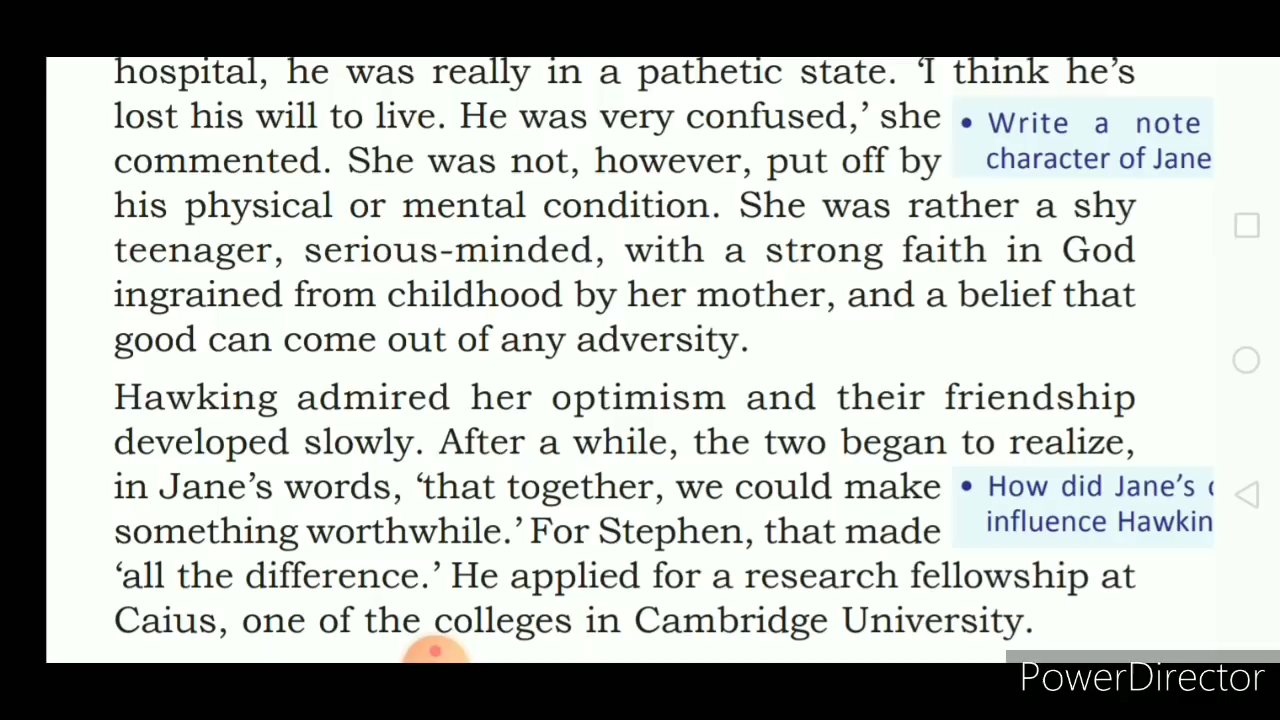 hospital, he was really in a pathetic state. ‘I think he’s
lost his will to live. He was very confused,’ she
commented. She was not, however, put off by
his physical or mental condition. She was rather a shy
teenager, serious-minded, with a strong faith in God
ingrained from childhood by her mother, and a belief that
good can come out of any adversity.
• Write a note
character of Jane
Hawking admired her optimism and their friendship
developed slowly. After a while, the two began to realize,
in Jane’s words, ‘that together, we could make
something worthwhile.’ For Stephen, that made
‘all the difference.’ He applied for a research fellowship at
Caius, one of the colleges in Cambridge University.
• How did Jane’s
influence Hawkin
PowerDirector